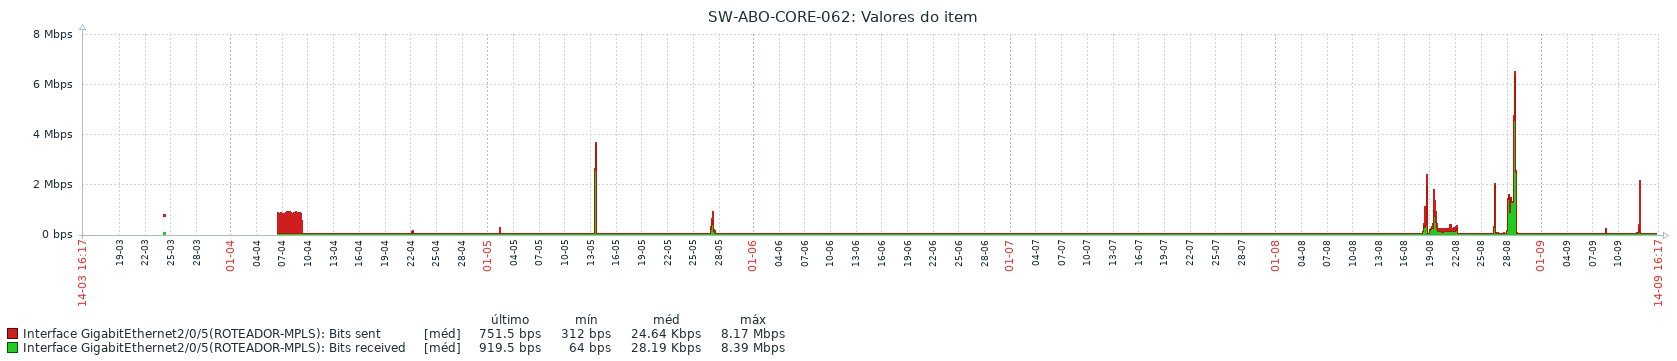 SW-ABO-CORE-062: Valores do item
8 Mbps
6 Mbps
4 Mbps
2 Mbps
0 bps
14-03 16:17 19-03 22-03 25-03 28-03 01-04 04-04 07-04 10-04 13-04 16-04 19-04 22-04 25-04 28-04 01-05 04-05 07-05 10-05 13-05 16-05 19-05 22-05 25-05 28-05 01-06 04-06 07-06 10-06 13-06 16-06 19-06 22-06 25-06 28-06 01-07 04-07 07-07 10-07 13-07 16-07 19-07 22-07 25-07 28-07 01-08 04-08 07-08 10-08 13-08 16-08 19-08 22-08 25-08 28-08 01-09 04-09 07-09 10-09 14-09 16:17
último mín méd máx
Interface GigabitEthernet2/0/5(ROTEADOR-MPLS): Bits sent [méd] 751.5 bps 312 bps 24.64 Kbps 8.17 Mbps
Interface GigabitEthernet2/0/5(ROTEADOR-MPLS): Bits received [méd] 919.5 bps 64 bps 28.19 Kbps 8.39 Mbps